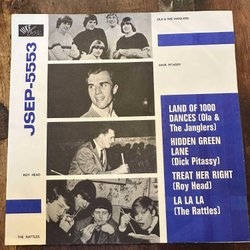 OLA & THE JANGLERS
JSEP-5553
DICK PITASSY
LAND OF 1000
DANCES (Ola &
The Janglers)
HIDDEN GREEN
LANE
(Dick Pitassy)
TREAT HER RIGHT
(Roy Head)
LA LA LA
(The Rattles)
ROY HEAD
THE RATTLES